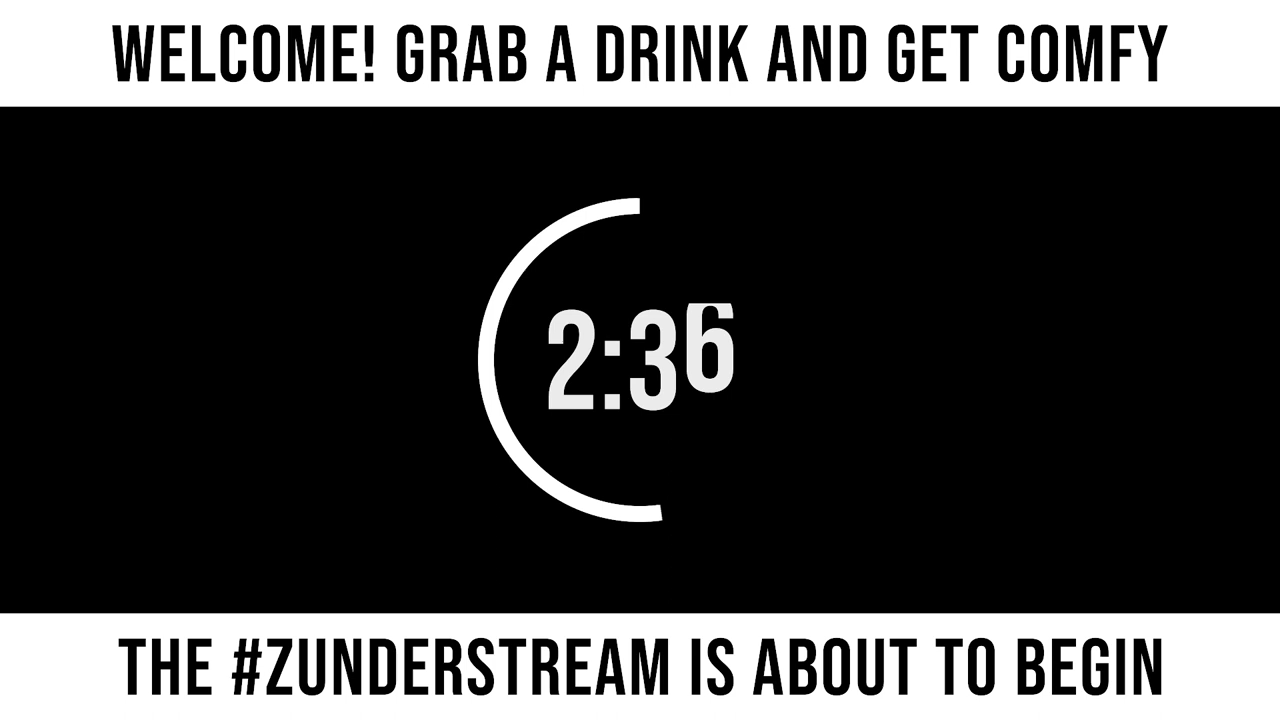 WELCOME! GRAB A DRINK AND GET COMFY
2:36
THE #ZUNDERSTREAM IS ABOUT TO BEGIN